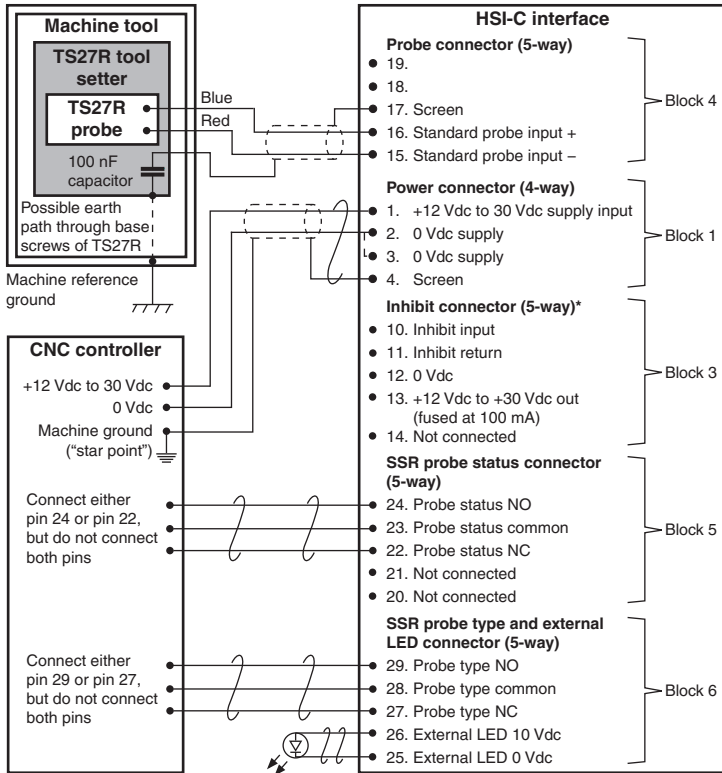 Machine tool
TS27R tool
setter
TS27R
probe
Blue
Red
100 nF
capacitor
Possible earth
path through base
screws of TS27R
Machine reference
ground
CNC controller
+12 Vdc to 30 Vdc
0 Vdc
Machine ground
(“star point”)
Connect either
pin 24 or pin 22,
but do not connect
both pins
Connect either
pin 29 or pin 27,
but do not connect
both pins
HSI-C interface
Probe connector (5-way)
19.
18.
17. Screen
16. Standard probe input +
15. Standard probe input –
Block 4
Power connector (4-way)
1. +12 Vdc to 30 Vdc supply input
2. 0 Vdc supply
3. 0 Vdc supply
4. Screen
Block 1
Inhibit connector (5-way)*
10. Inhibit input
11. Inhibit return
12. 0 Vdc
13. +12 Vdc to +30 Vdc out
(fused at 100 mA)
14. Not connected
Block 3
SSR probe status connector
(5-way)
24. Probe status NO
23. Probe status common
22. Probe status NC
21. Not connected
20. Not connected
Block 5
SSR probe type and external
LED connector (5-way)
29. Probe type NO
28. Probe type common
27. Probe type NC
26. External LED 10 Vdc
25. External LED 0 Vdc
Block 6